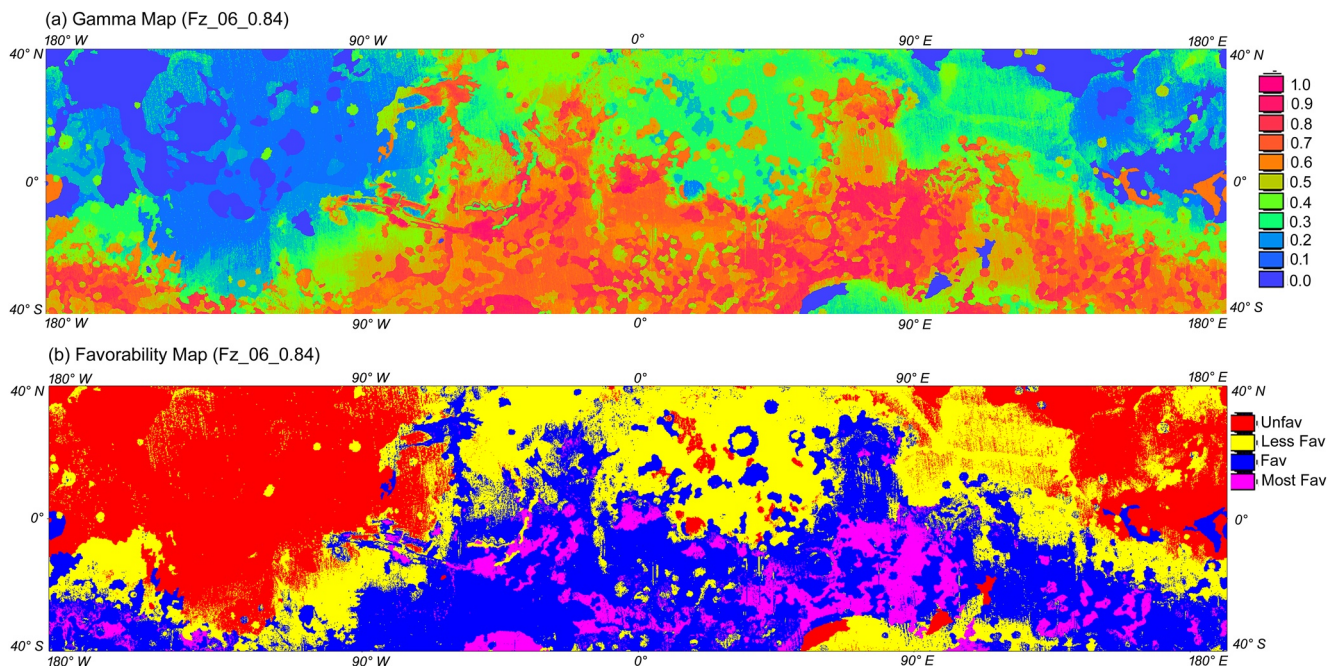 (a) Gamma Map (Fz_06_0.84)
180° W 90° W 0° 90° E 180° E
40° N 40° N
1.0
0.9
0.8
0.7
0.6
0° 0.5
0° 0.4
0.3
0.2
0.1
0.0
40° S 40° S
180° W 90° W 0° 90° E 180° E
(b) Favorability Map (Fz_06_0.84)
180° W 90° W 0° 90° E 180° E
40° N 40° N
Unfav
Less Fav
Fav
Most Fav
0° 0°
40° S 40° S
180° W 90° W 0° 90° E 180° E